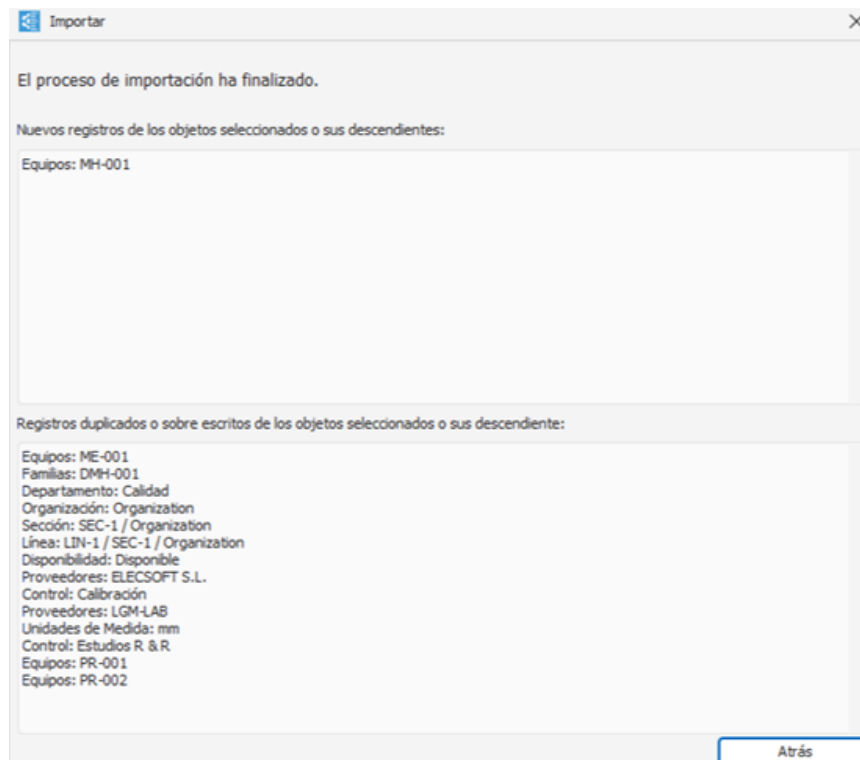 Importar
El proceso de importación ha finalizado.
Nuevos registros de los objetos seleccionados o sus descendientes:
Equipos: MH-001
Registros duplicados o sobre escritos de los objetos seleccionados o sus descendiente:
Equipos: ME-001
Familias: DMH-001
Departamento: Calidad
Organización: Organization
Sección: SEC-1 / Organization
Línea: LIN-1 / SEC-1 / Organization
Disponibilidad: Disponible
Proveedores: ELECSOFT S.L.
Control: Calibración
Proveedores: LGM-LAB
Unidades de Medida: mm
Control: Estudios R & R
Equipos: PR-001
Equipos: PR-002
Atrás